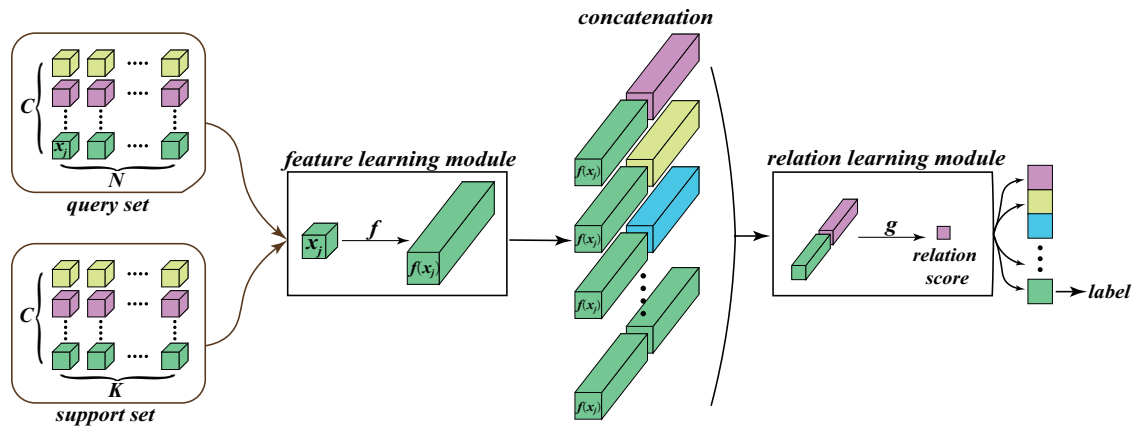 concatenation
C
x_j
N
query set
C
K
support set
feature learning module
x_j
f
f(x_j)
f(x_j)
f(x_j)
f(x_j)
f(x_j)
relation learning module
g
relation
score
label